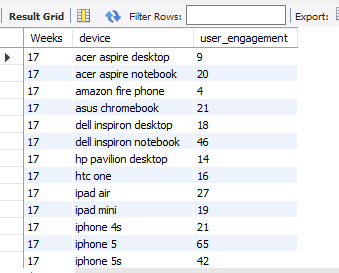 Result Grid Filter Rows: Export:
Weeks device user_engagement
17 acer aspire desktop 9
17 acer aspire notebook 20
17 amazon fire phone 4
17 asus chromebook 21
17 dell inspiron desktop 18
17 dell inspiron notebook 46
17 hp pavilion desktop 14
17 htc one 16
17 ipad air 27
17 ipad mini 19
17 iphone 4s 21
17 iphone 5 65
17 iphone 5s 42